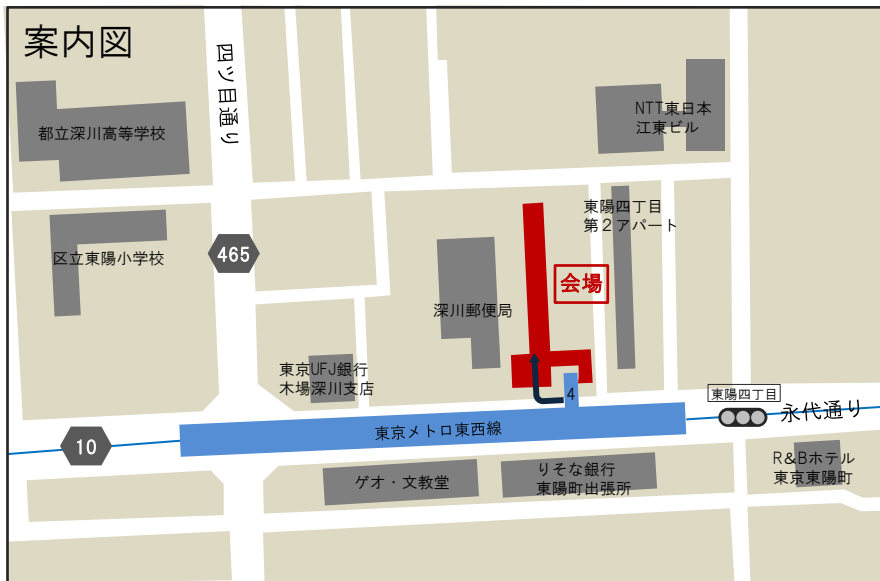 案内図
四ツ目通り
都立深川高等学校
NTT東日本
江東ビル
区立東陽小学校
465
東陽四丁目
第2アパート
会場
深川郵便局
東京UFJ銀行
木場深川支店
4
東陽四丁目
永代通り
10
東京メトロ東西線
ゲオ・文教堂
りそな銀行
東陽町出張所
R&Bホテル
東京東陽町